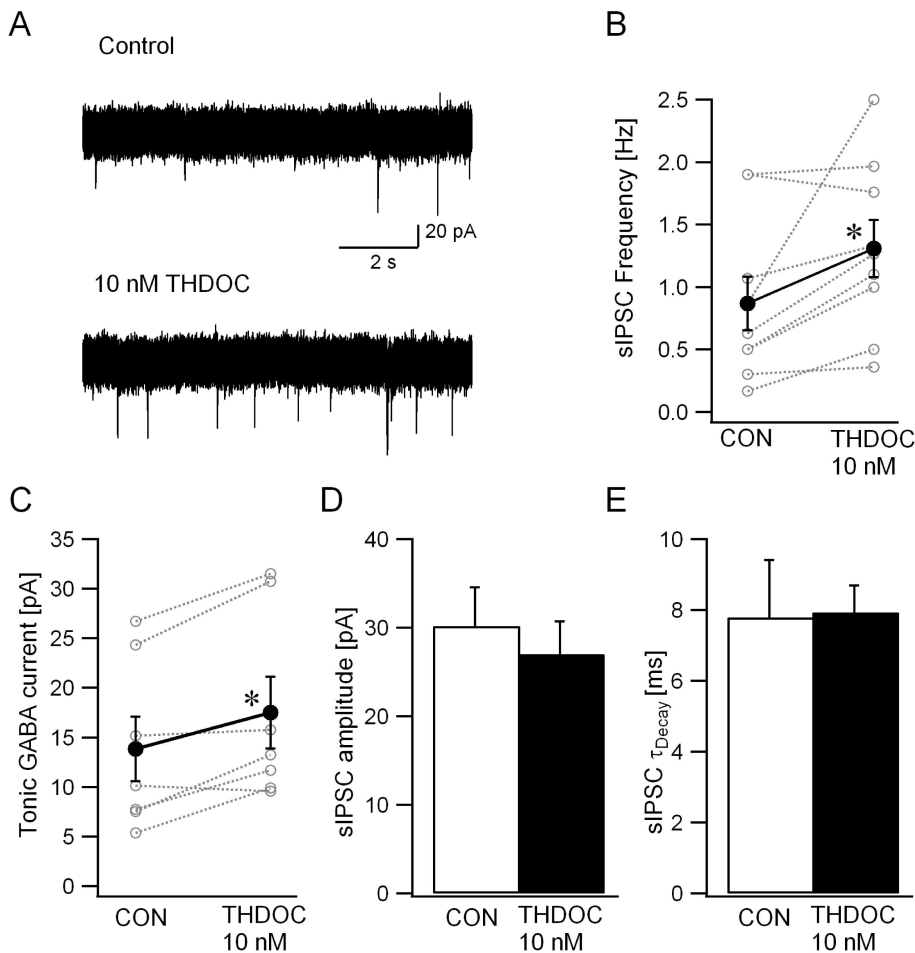 A
Control
20 pA
2 s
10 nM THDOC
B
sIPSC Frequency [Hz]
2.5
2.0
1.5
1.0
0.5
0.0
*
CON
THDOC
10 nM
C
Tonic GABA current [pA]
35
30
25
20
15
10
5
0
*
CON
THDOC
10 nM
D
sIPSC amplitude [pA]
40
30
20
10
0
CON
THDOC
10 nM
E
sIPSC τDecay [ms]
10
8
6
4
2
0
CON
THDOC
10 nM